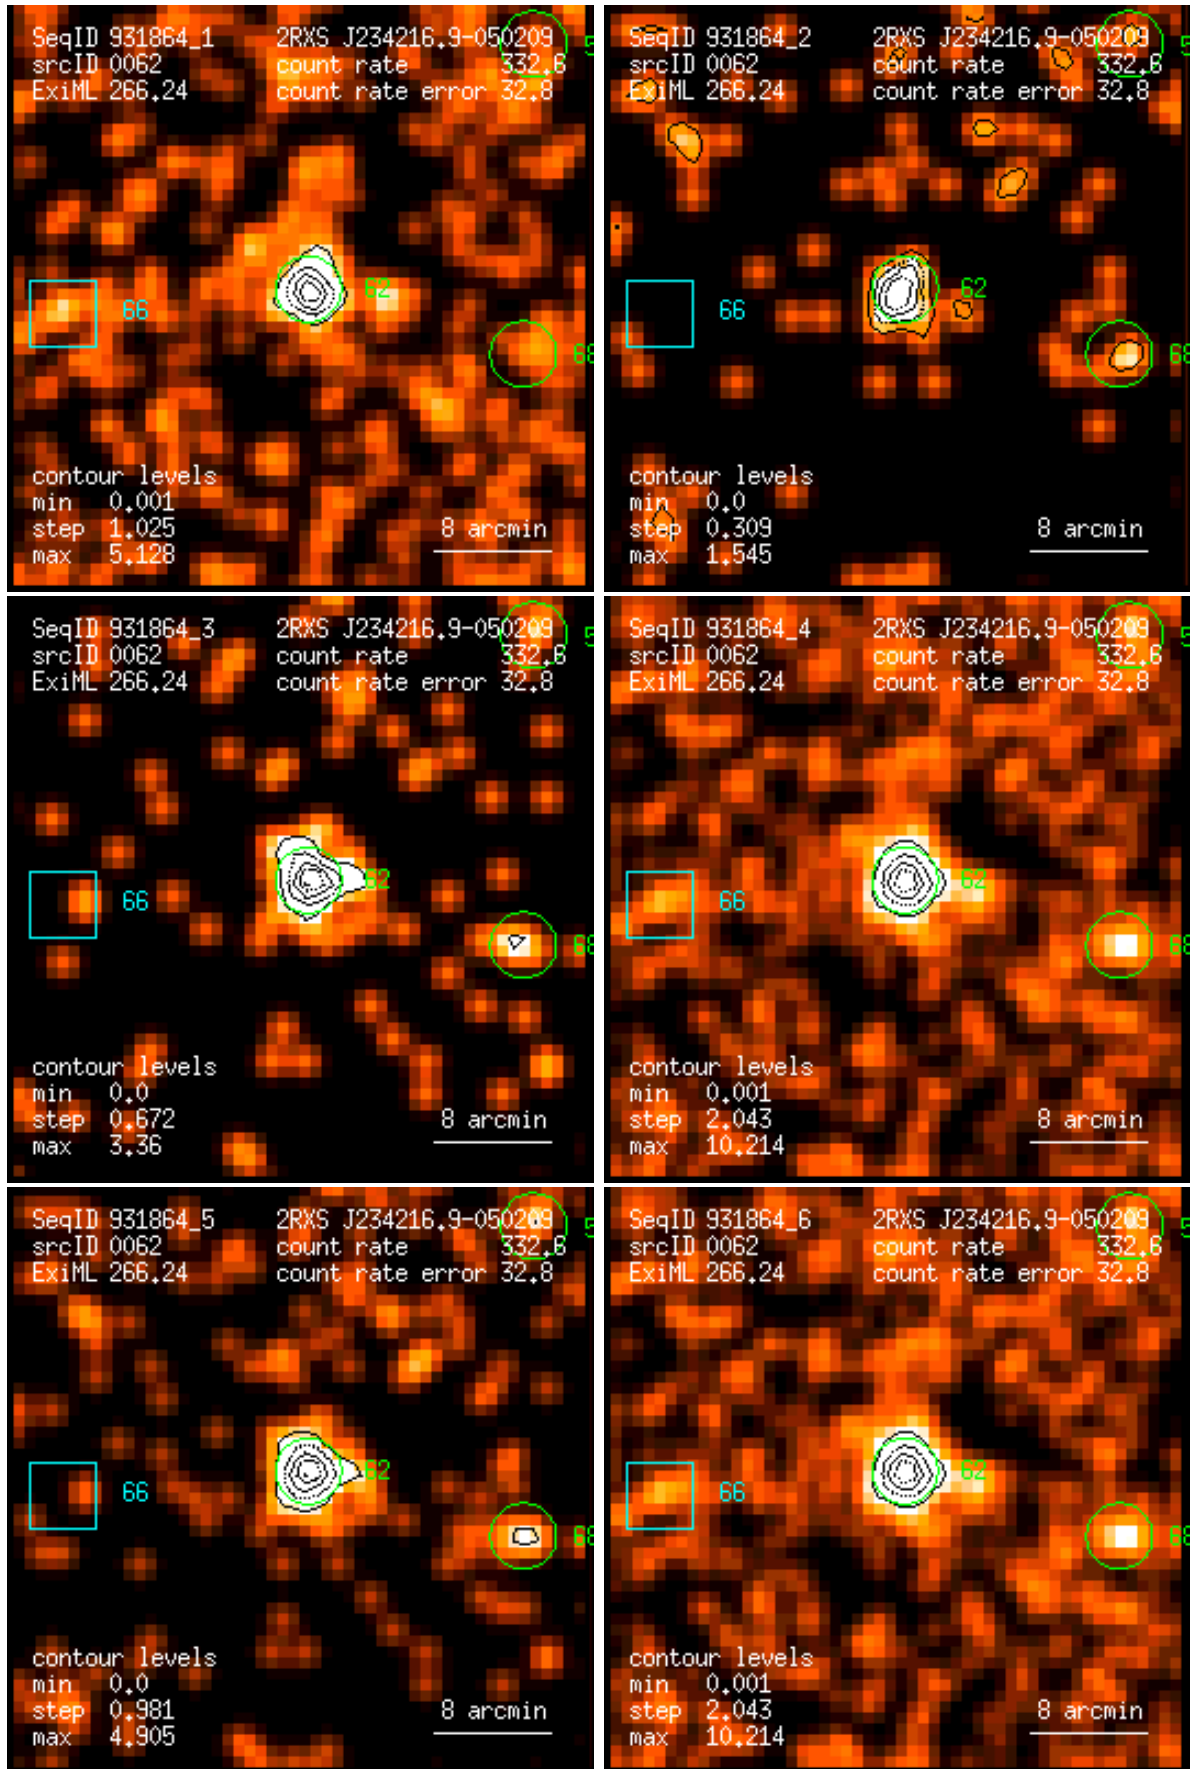 SeqID 931864_1 2RXS J234216.9-050209 5
srcID 0062 count rate 332.6
ExiML 266.24 count rate error 32.8
62
66
68
contour levels
min 0.001
step 1.025 8 arcmin
max 5.128
SeqID 931864_2 2RXS J234216.9-050209 5
srcID 0062 count rate 332.6
ExiML 266.24 count rate error 32.8
62
66
68
contour levels
min 0.0
step 0.309 8 arcmin
max 1.545
SeqID 931864_3 2RXS J234216.9-050209 5
srcID 0062 count rate 332.6
ExiML 266.24 count rate error 32.8
62
66
68
contour levels
min 0.0
step 0.672 8 arcmin
max 3.36
SeqID 931864_4 2RXS J234216.9-050209 5
srcID 0062 count rate 332.6
ExiML 266.24 count rate error 32.8
62
66
68
contour levels
min 0.001
step 2.043 8 arcmin
max 10.214
SeqID 931864_5 2RXS J234216.9-050209 5
srcID 0062 count rate 332.6
ExiML 266.24 count rate error 32.8
62
66
68
contour levels
min 0.0
step 0.981 8 arcmin
max 4.905
SeqID 931864_6 2RXS J234216.9-050209 5
srcID 0062 count rate 332.6
ExiML 266.24 count rate error 32.8
62
66
68
contour levels
min 0.001
step 2.043 8 arcmin
max 10.214